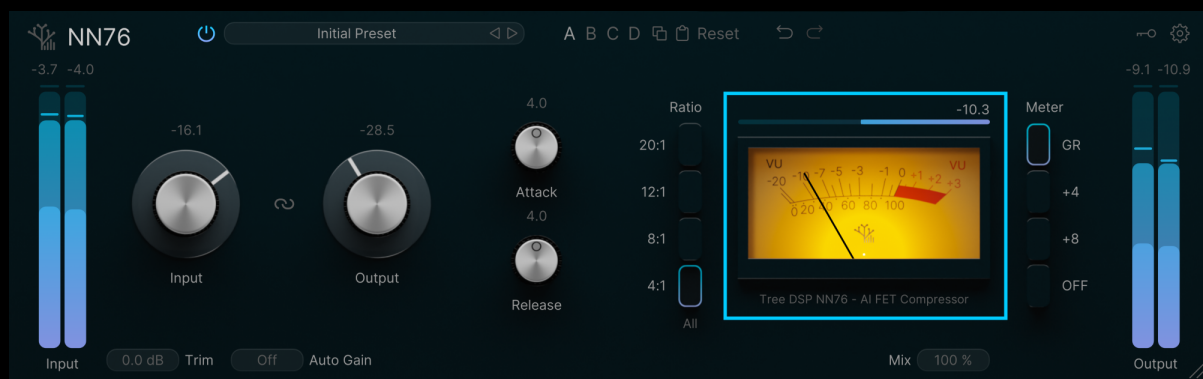 NN76
Initial Preset
A B C D Reset
-3.7 -4.0
-9.1 -10.9
-16.1
-28.5
4.0
Attack
4.0
Release
Input
Output
Ratio
20:1
12:1
8:1
4:1
All
-10.3
VU VU
-20 -10 -7 -5 -3 -1 0 +1 +2 +3
0 20 40 60 80 100
Tree DSP NN76 - AI FET Compressor
Meter
GR
+4
+8
OFF
Input
0.0 dB Trim
Off Auto Gain
Mix 100 %
Output